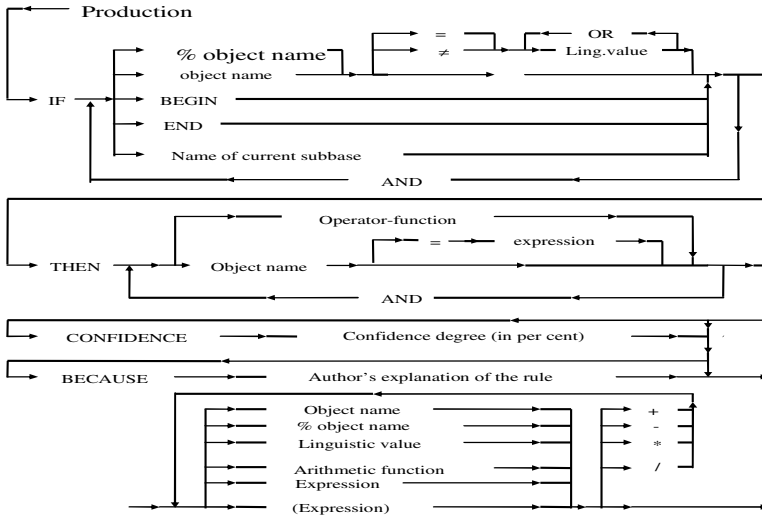 Production
= OR
% object name ≠ Ling.value
object name
IF BEGIN
END
Name of current subbase
AND
Operator-function
= expression
THEN Object name
AND
CONFIDENCE Confidence degree (in per cent)
BECAUSE Author's explanation of the rule
Object name +
% object name -
Linguistic value *
Arithmetic function /
Expression
(Expression)